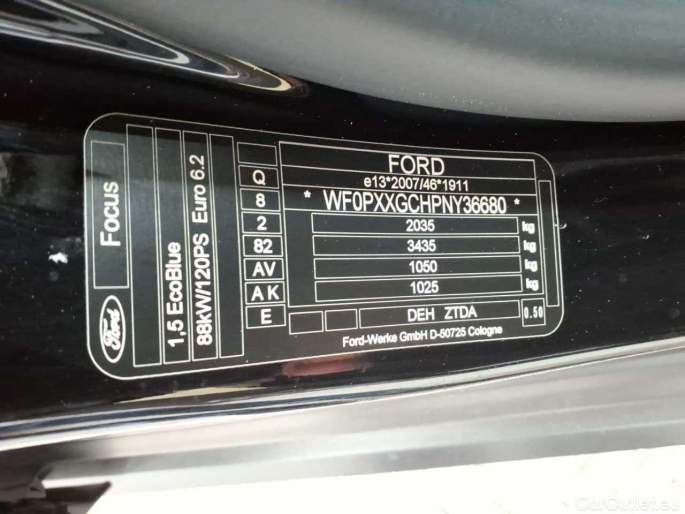 FORD
e13*2007/46*1911
* WF0PXXGCHPNY36680 *
2035 kg
3435 kg
1050 kg
1025 kg
DEH ZTDA
0.50
Ford-Werke GmbH D-50725 Cologne
Q
8
2
82
AV
AK
E
Focus
Ford
1,5 EcoBlue
88kW/120PS Euro 6.2
CarOutlet.eu